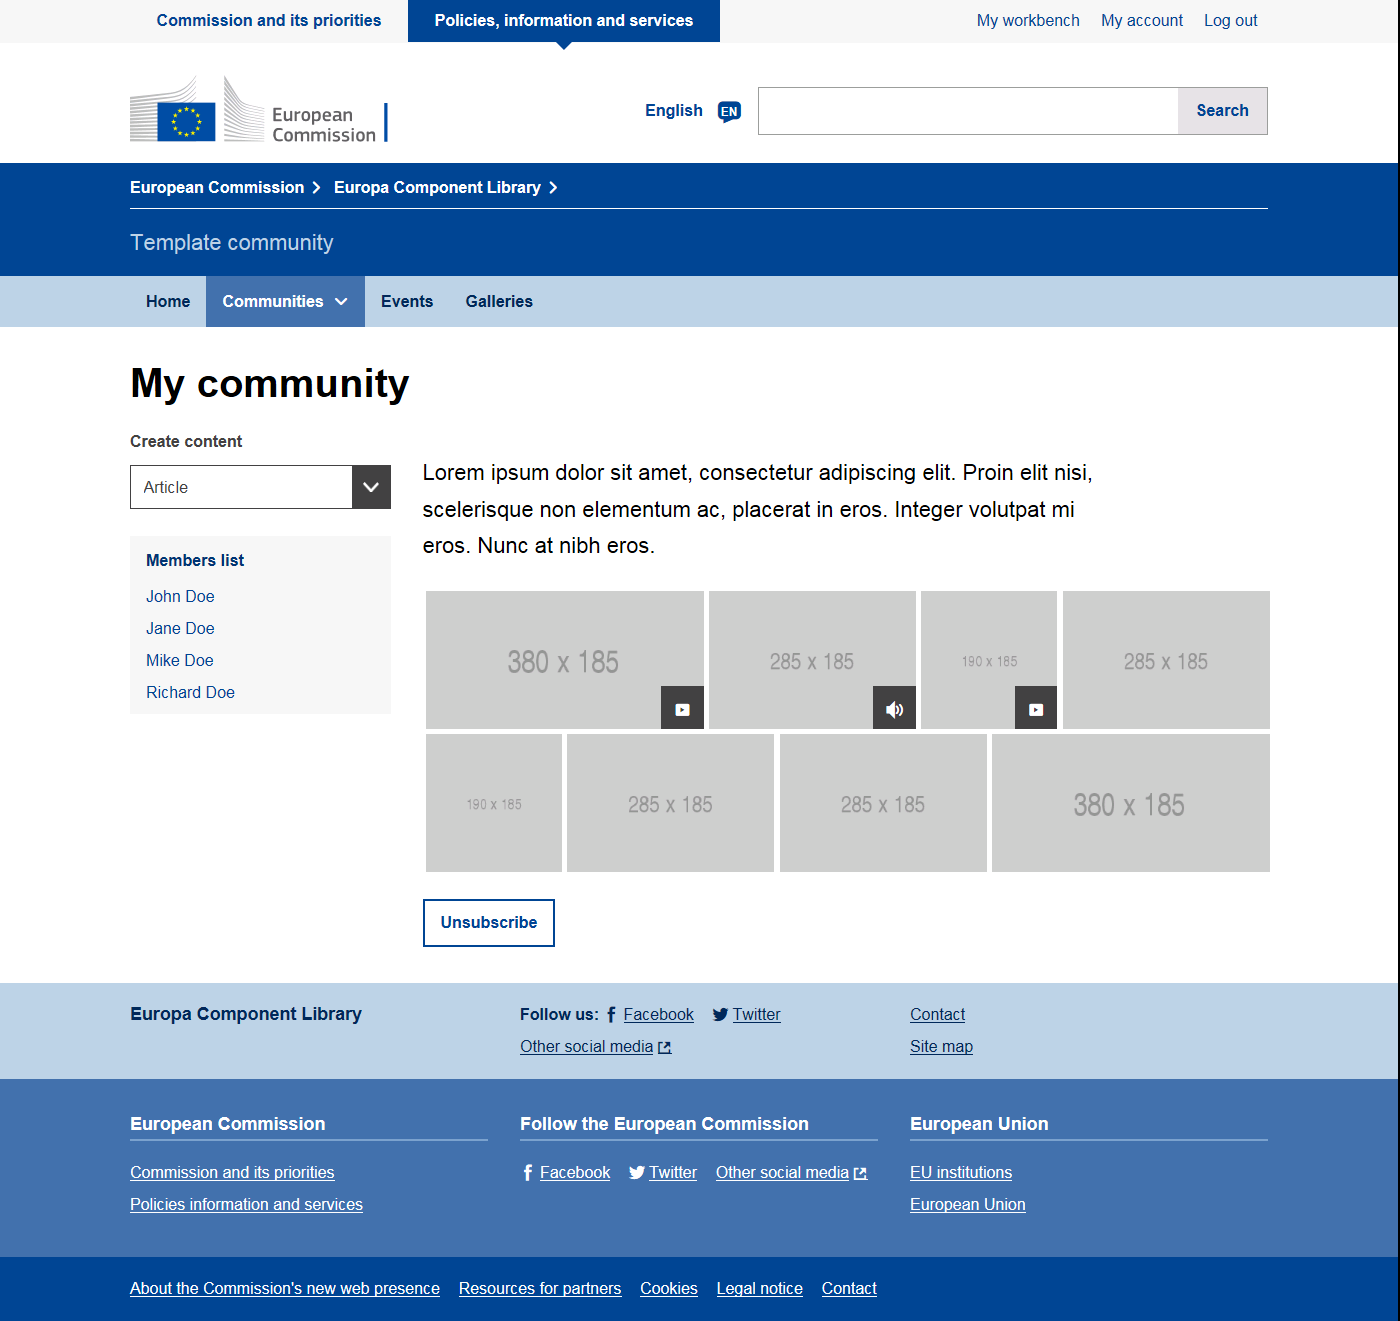 Commission and its priorities Policies, information and services My workbench My account Log out
European
Commission
English EN Search
European Commission Europa Component Library
Template community
Home Communities Events Galleries
My community
Create content
Article
Members list
John Doe
Jane Doe
Mike Doe
Richard Doe
Lorem ipsum dolor sit amet, consectetur adipiscing elit. Proin elit nisi,
scelerisque non elementum ac, placerat in eros. Integer volutpat mi
eros. Nunc at nibh eros.
380 x 185 285 x 185 190 x 185 285 x 185
190 x 185 285 x 185 285 x 185 380 x 185
Unsubscribe
Europa Component Library
Follow us: Facebook Twitter
Other social media
Contact
Site map
European Commission
Commission and its priorities
Policies information and services
Follow the European Commission
Facebook Twitter Other social media
European Union
EU institutions
European Union
About the Commission's new web presence Resources for partners Cookies Legal notice Contact